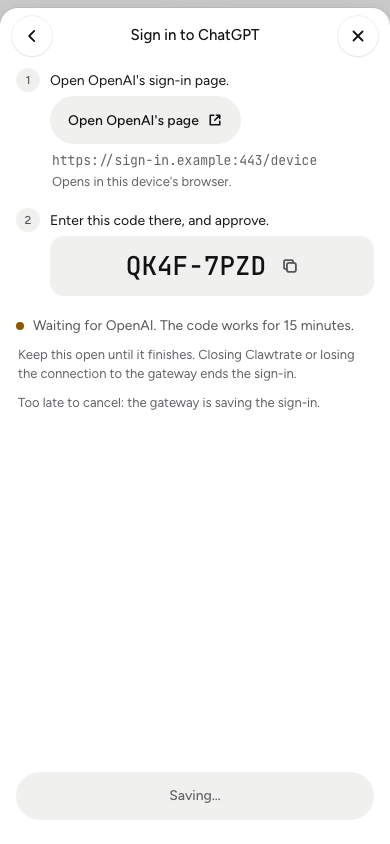 Sign in to ChatGPT
1
Open OpenAI's sign-in page.
Open OpenAI's page
https://sign-in.example:443/device
Opens in this device's browser.
2
Enter this code there, and approve.
QK4F-7PZD
Waiting for OpenAI. The code works for 15 minutes.
Keep this open until it finishes. Closing Clawtrate or losing
the connection to the gateway ends the sign-in.
Too late to cancel: the gateway is saving the sign-in.
Saving…